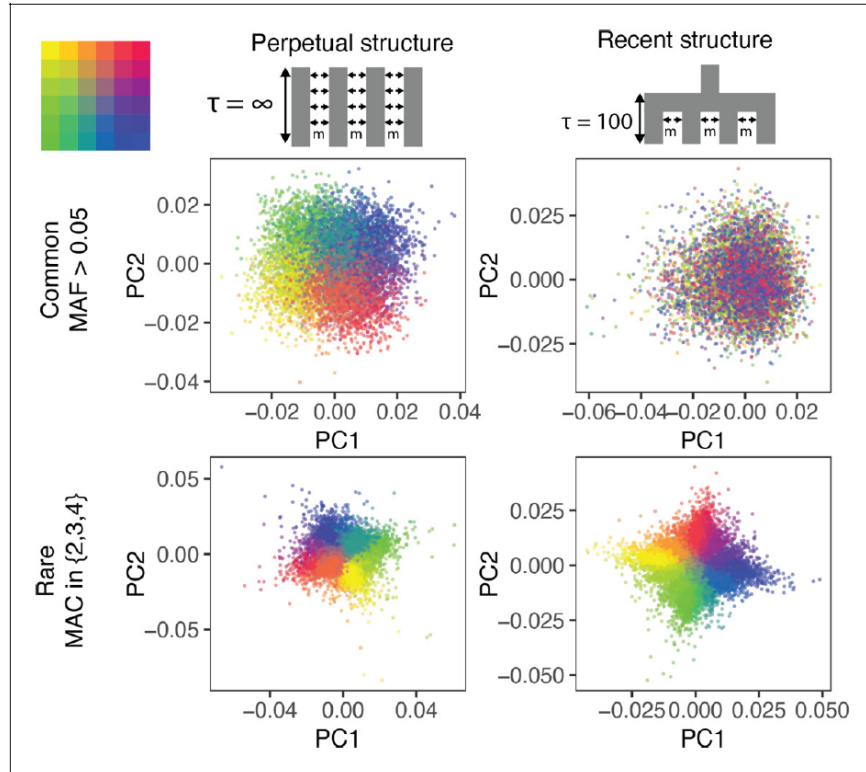 Perpetual structure
Recent structure
τ = ∞
m m m
τ = 100
m m m
Common
MAF > 0.05
PC2
0.02
0.00
−0.02
−0.04
−0.02 0.00 0.02 0.04
PC1
PC2
0.025
0.000
−0.025
−0.06 −0.04 −0.02 0.00 0.02
PC1
Rare
MAC in {2,3,4}
PC2
0.05
0.00
−0.05
−0.04 0.00 0.04
PC1
PC2
0.025
0.000
−0.025
−0.050
−0.025 0.000 0.025 0.050
PC1